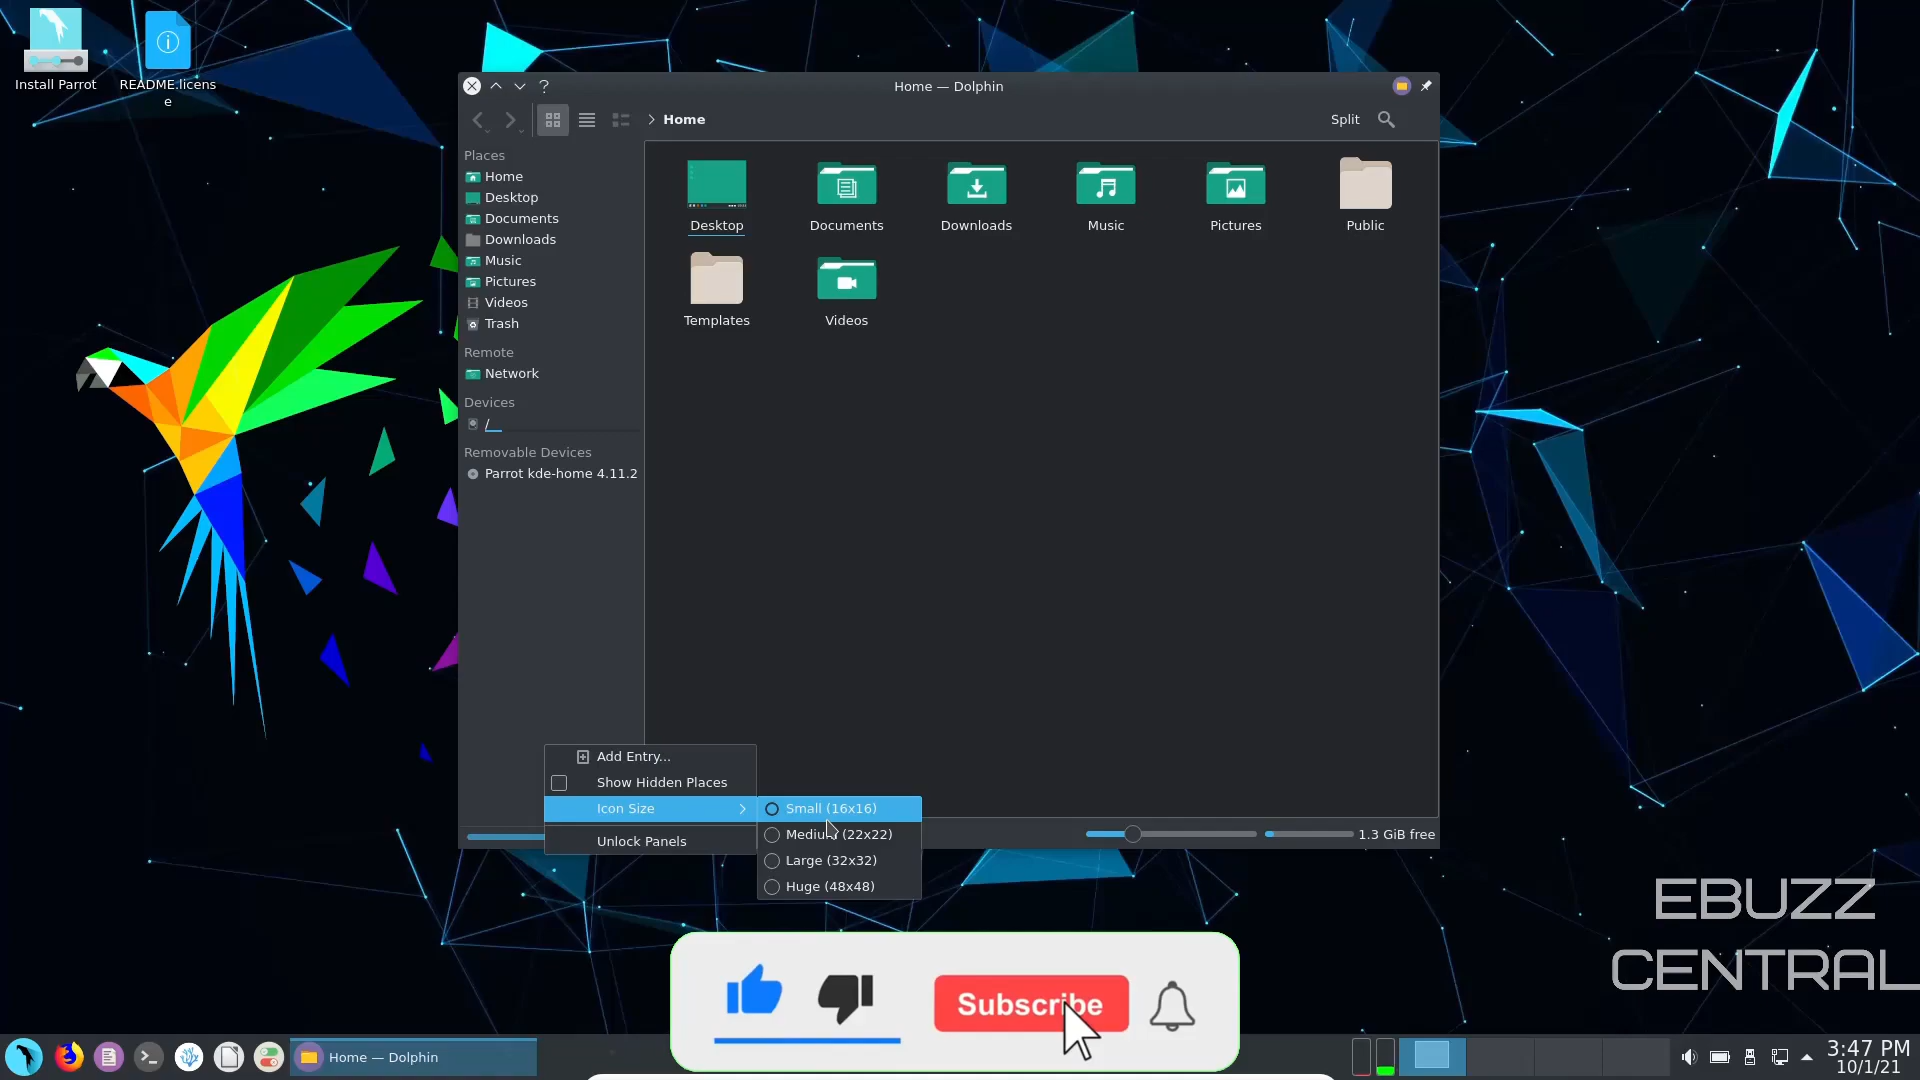 Install Parrot
README.licens
e
Home — Dolphin
Home
Split
Places
Home
Desktop
Documents
Downloads
Music
Pictures
Videos
Trash
Remote
Network
Devices
/
Removable Devices
Parrot kde-home 4.11.2
Desktop
Documents
Downloads
Music
Pictures
Public
Templates
Videos
Add Entry...
Show Hidden Places
Icon Size
Unlock Panels
Small (16x16)
Medium (22x22)
Large (32x32)
Huge (48x48)
1.3 GiB free
EBUZZ
CENTRAL
Subscribe
Home — Dolphin
3:47 PM
10/1/21